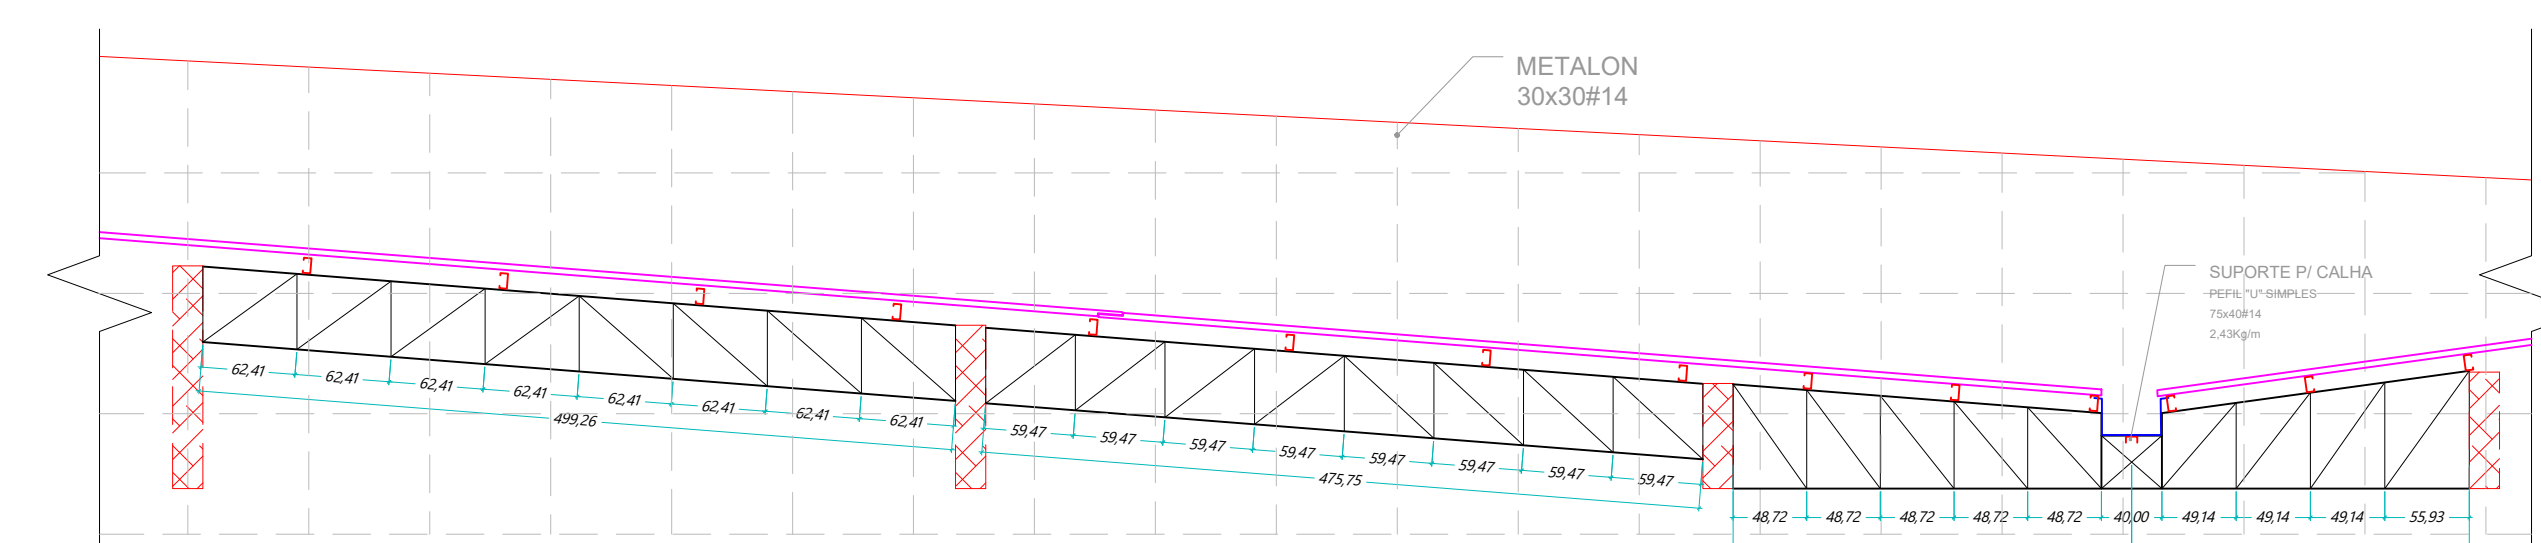 METALON
30x30#14
SUPORTE P/ CALHA
PEFIL "U" SIMPLES
75x40#14
2,43Kg/m
62,41 62,41 62,41 62,41 62,41 62,41 62,41 62,41
499,26
59,47 59,47 59,47 59,47 59,47 59,47 59,47 59,47
475,75
48,72 48,72 48,72 48,72 48,72 40,00 49,14 49,14 49,14 55,93